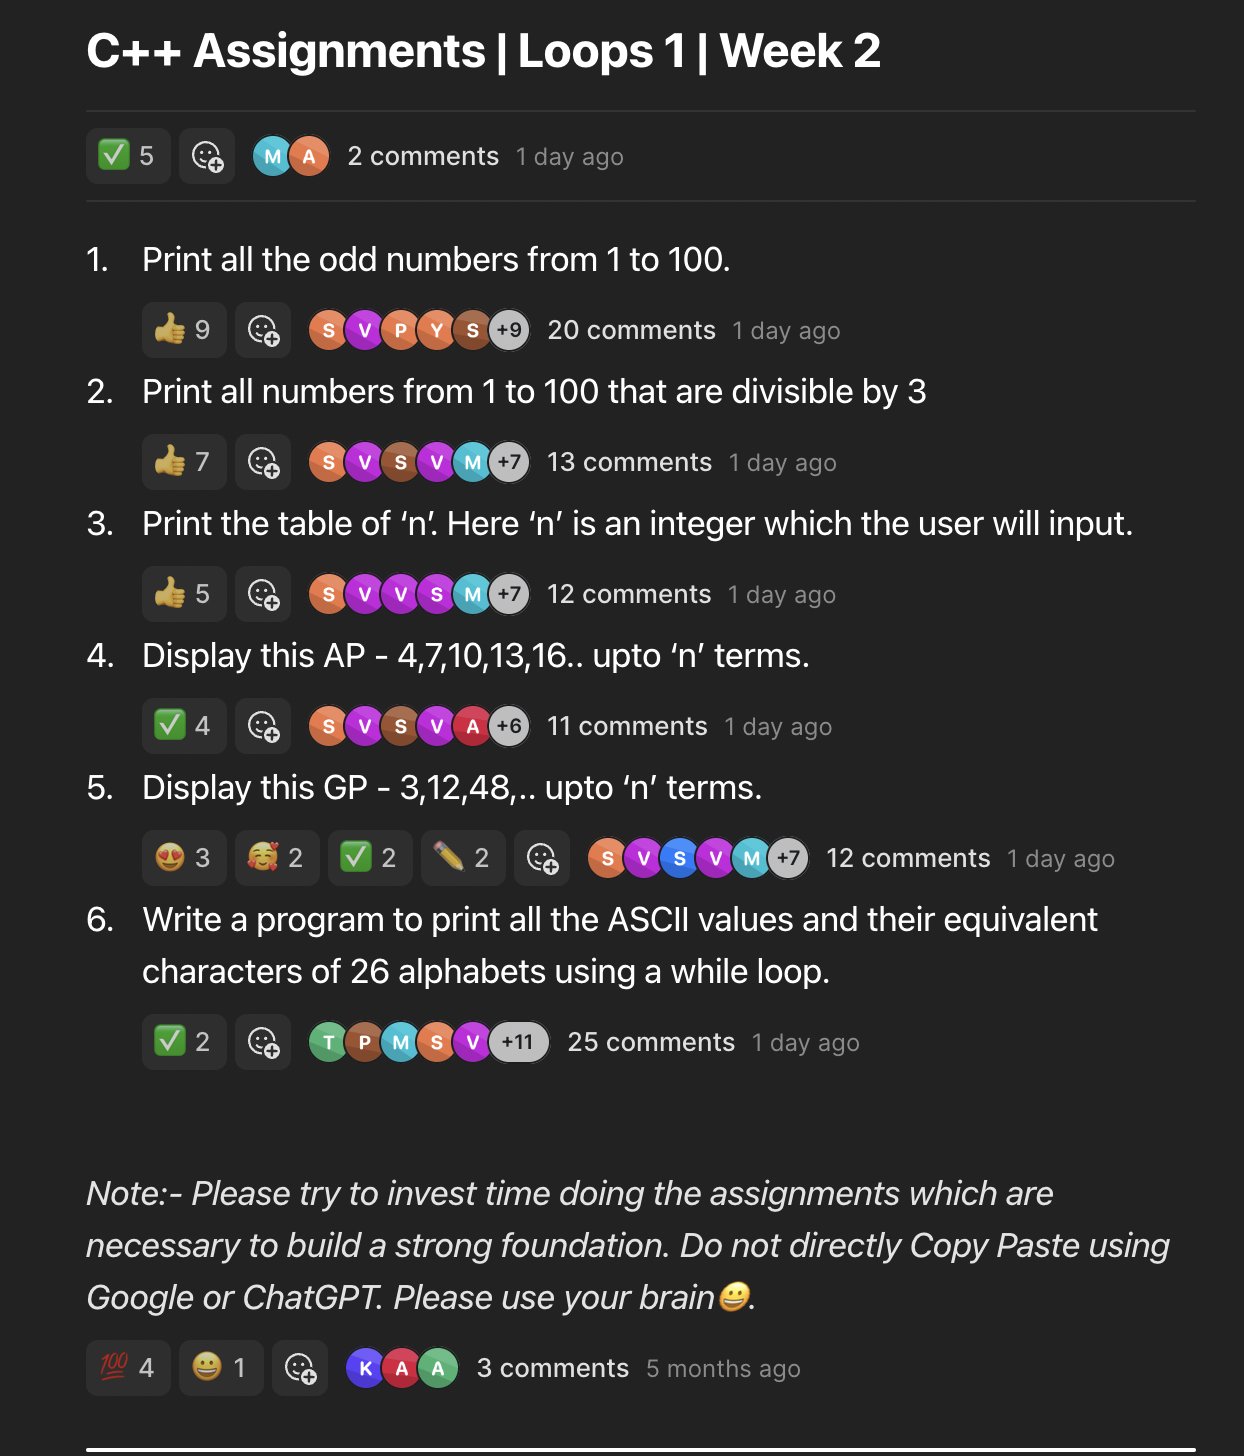 C++ Assignments | Loops 1 | Week 2
✅ 5 M A 2 comments 1 day ago
1. Print all the odd numbers from 1 to 100.
👍 9 S V P Y S +9 20 comments 1 day ago
2. Print all numbers from 1 to 100 that are divisible by 3
👍 7 S V S V M +7 13 comments 1 day ago
3. Print the table of ‘n’. Here ‘n’ is an integer which the user will input.
👍 5 S V V S M +7 12 comments 1 day ago
4. Display this AP - 4,7,10,13,16.. upto ‘n’ terms.
✅ 4 S V S V A +6 11 comments 1 day ago
5. Display this GP - 3,12,48,.. upto ‘n’ terms.
😍 3 🥰 2 ✅ 2 ✏️ 2 S V S V M +7 12 comments 1 day ago
6. Write a program to print all the ASCII values and their equivalent
characters of 26 alphabets using a while loop.
✅ 2 T P M S V +11 25 comments 1 day ago
Note:- Please try to invest time doing the assignments which are
necessary to build a strong foundation. Do not directly Copy Paste using
Google or ChatGPT. Please use your brain😀.
💯 4 😀 1 K A A 3 comments 5 months ago